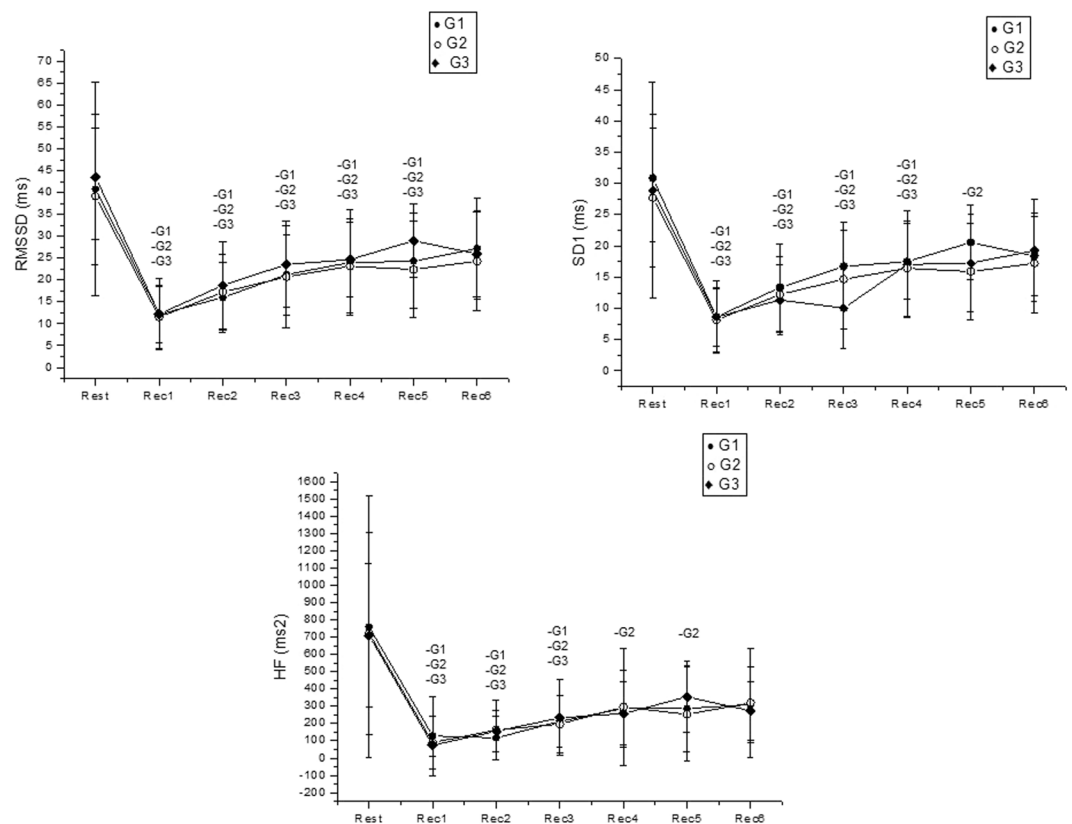 G1
G2
G3
RMSSD (ms)
70
65
60
55
50
45
40
35
30
25
20
15
10
5
0
-G1
-G2
-G3
-G1
-G2
-G3
-G1
-G2
-G3
-G1
-G2
-G3
-G1
-G2
-G3
Rest Rec1 Rec2 Rec3 Rec4 Rec5 Rec6
G1
G2
G3
SD1 (ms)
50
45
40
35
30
25
20
15
10
5
0
-G1
-G2
-G3
-G1
-G2
-G3
-G1
-G2
-G3
-G1
-G2
-G3
-G2
Rest Rec1 Rec2 Rec3 Rec4 Rec5 Rec6
G1
G2
G3
HF (ms2)
1600
1500
1400
1300
1200
1100
1000
900
800
700
600
500
400
300
200
100
0
-100
-200
-G1
-G2
-G3
-G1
-G2
-G3
-G1
-G2
-G3
-G2
-G2
Rest Rec1 Rec2 Rec3 Rec4 Rec5 Rec6